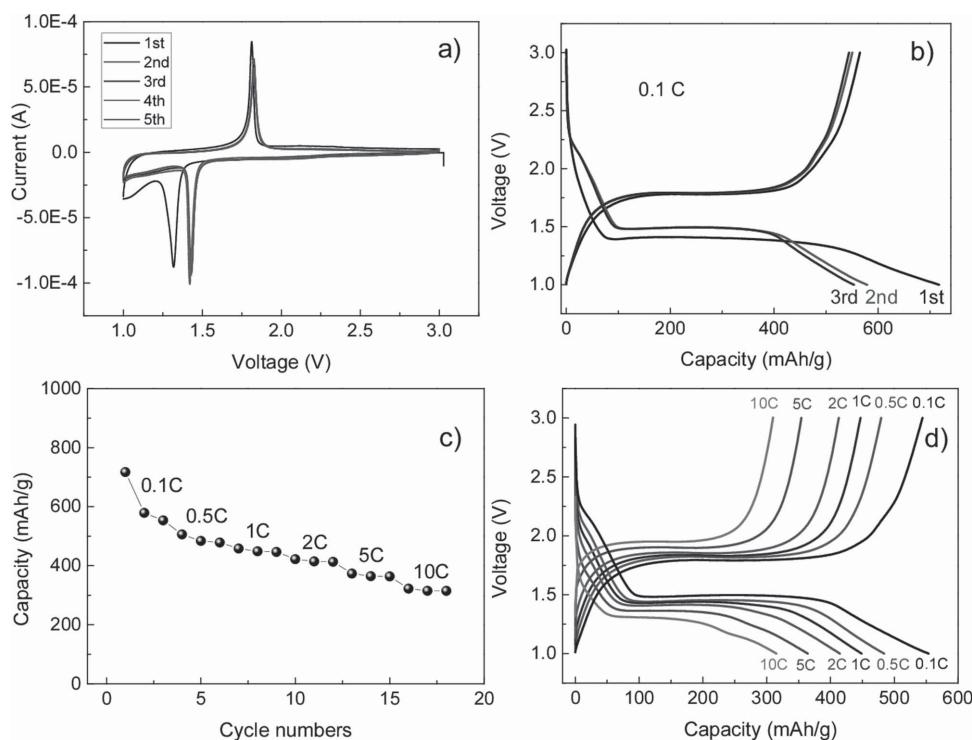 a)
1.0E-4
5.0E-5
0.0
-5.0E-5
-1.0E-4
Current (A)
1st
2nd
3rd
4th
5th
1.0 1.5 2.0 2.5 3.0
Voltage (V)
b)
0.1 C
3.0
2.5
2.0
1.5
1.0
Voltage (V)
3rd 2nd 1st
0 200 400 600
Capacity (mAh/g)
c)
1000
800
600
400
200
0
Capacity (mAh/g)
0.1C
0.5C
1C
2C
5C
10C
0 5 10 15 20
Cycle numbers
d)
10C 5C 2C 1C 0.5C 0.1C
3.0
2.5
2.0
1.5
1.0
Voltage (V)
10C 5C 2C 1C 0.5C 0.1C
0 100 200 300 400 500 600
Capacity (mAh/g)